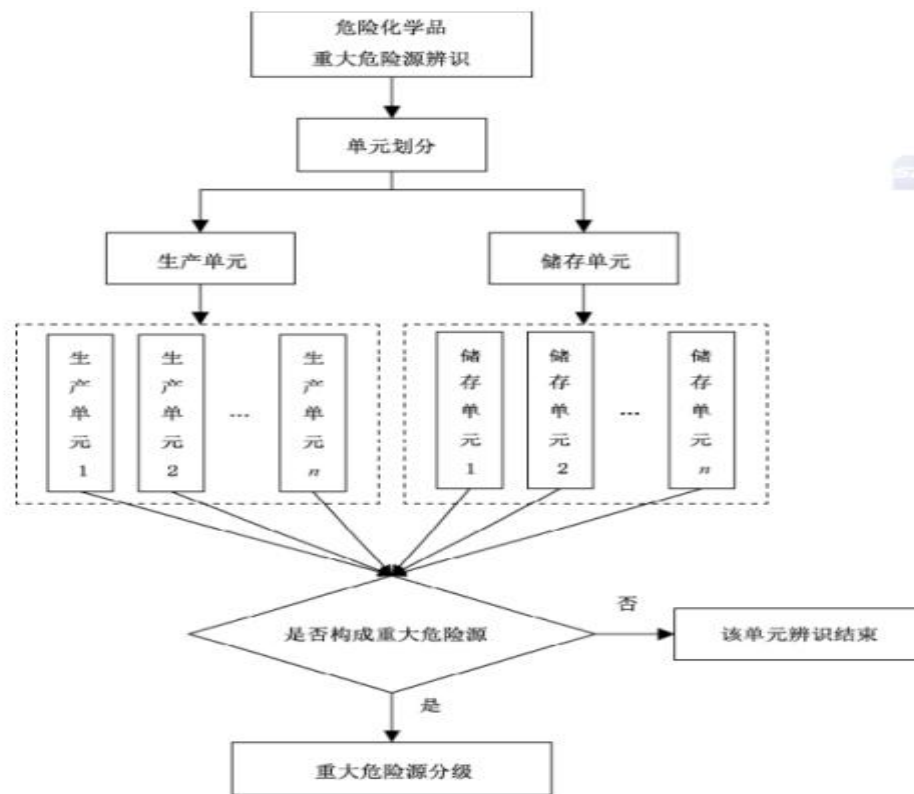 危险化学品
重大危险源辨识
单元划分
生产单元
储存单元
生产单元1
生产单元2
...
生产单元n
储存单元1
储存单元2
...
储存单元n
是否构成重大危险源
否
该单元辨识结束
是
重大危险源分级